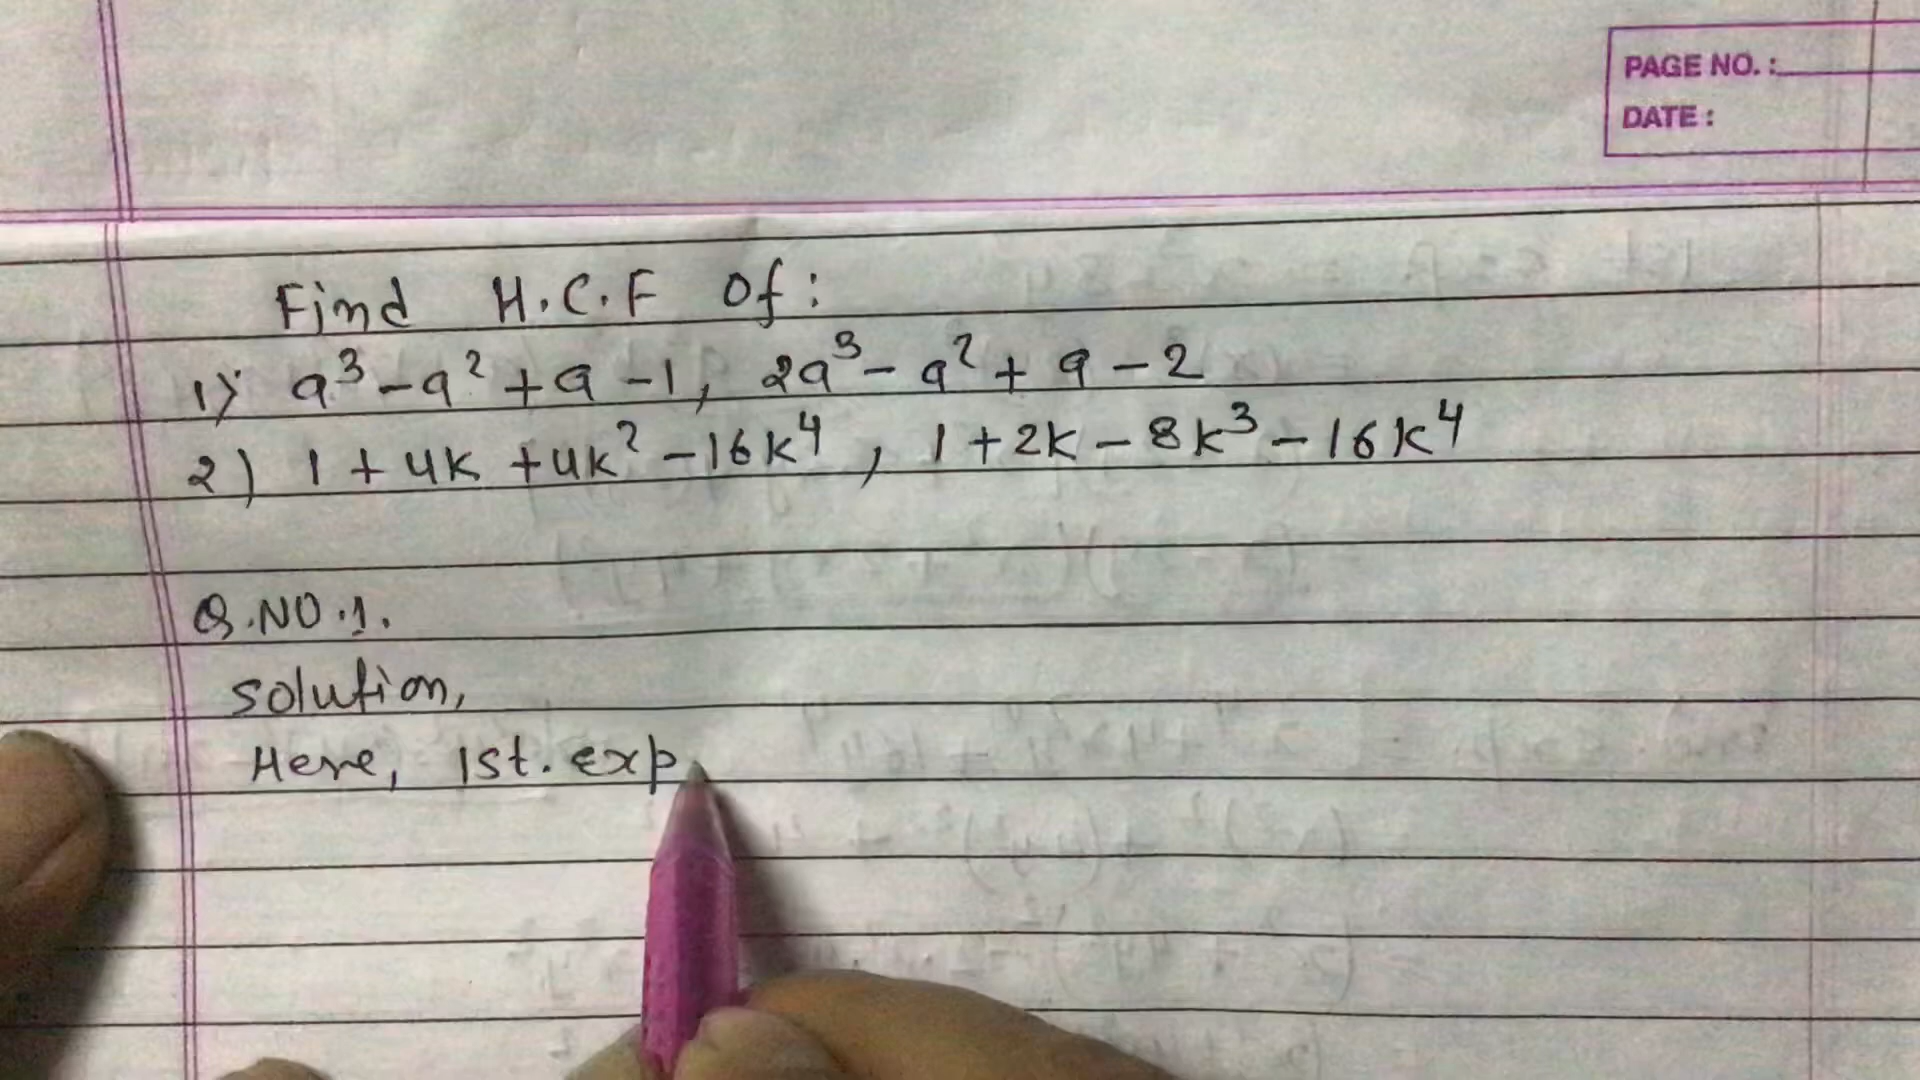 PAGE NO. :
DATE :
Find H.C.F of :
1) a³ - a² + a - 1, 2a³ - a² + a - 2
2) 1 + 4k + 4k² - 16k⁴, 1 + 2k - 8k³ - 16k⁴
Q.NO.1.
solution,
Here, 1st. exp